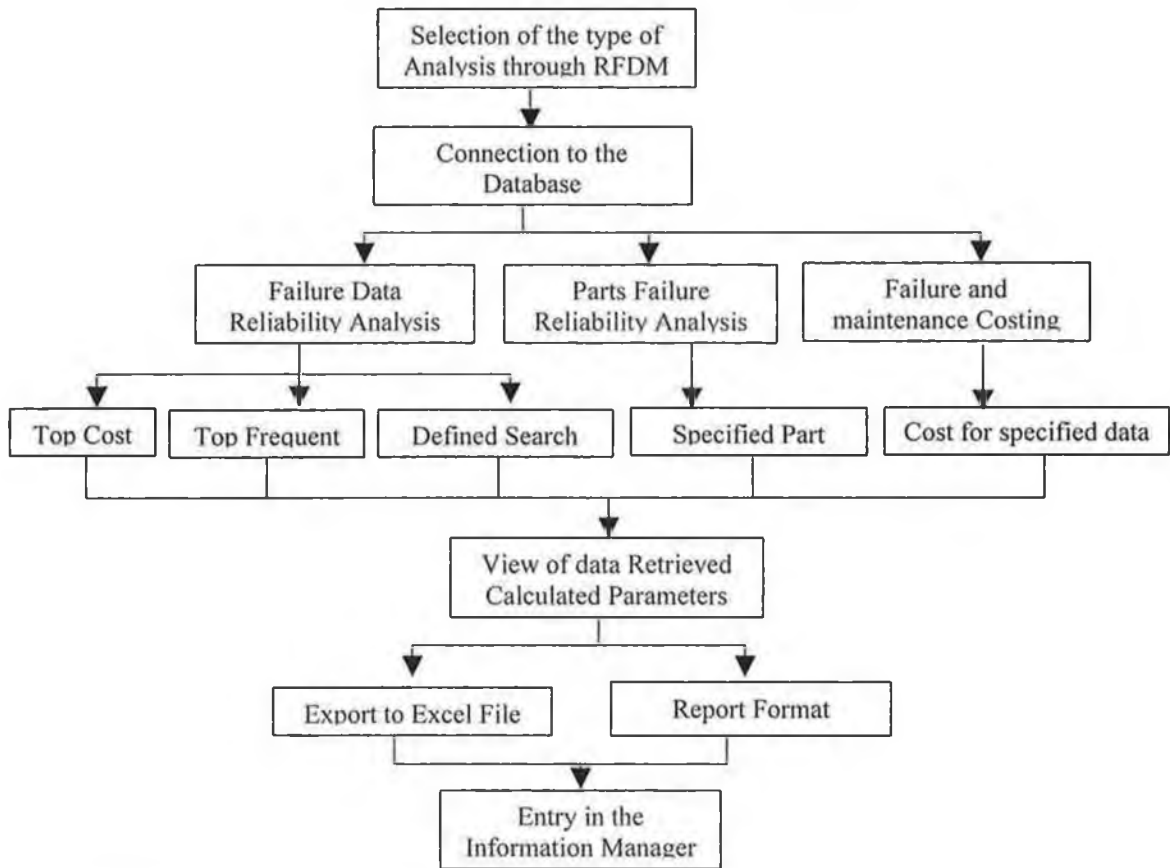 Selection of the type of
Analysis through RFDM
Connection to the
Database
Failure Data
Reliability Analysis
Parts Failure
Reliability Analysis
Failure and
maintenance Costing
Top Cost
Top Frequent
Defined Search
Specified Part
Cost for specified data
View of data Retrieved
Calculated Parameters
Export to Excel File
Report Format
Entry in the
Information Manager